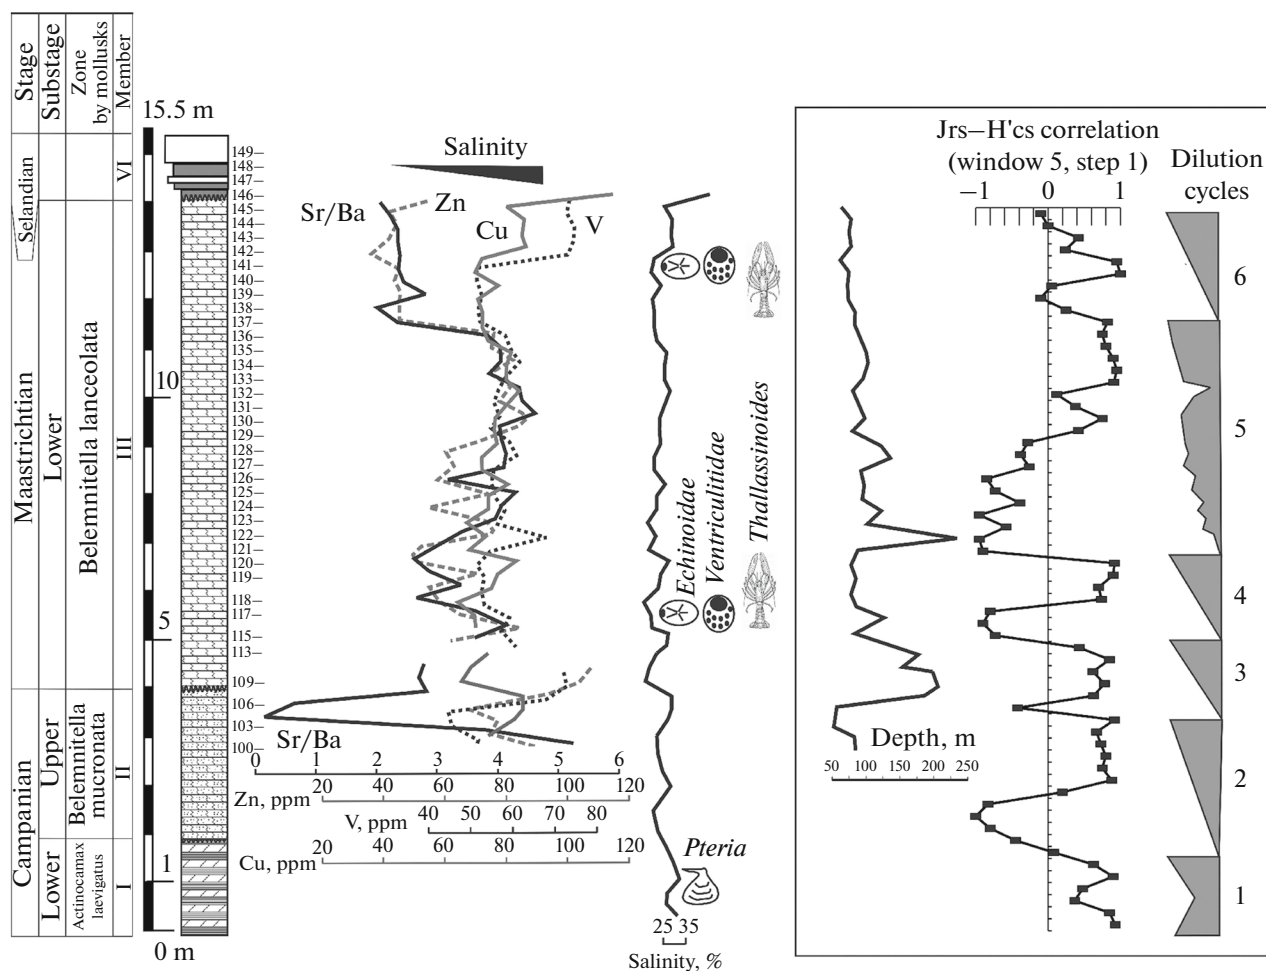 Stage
Substage
Zone
by mollusks
Member
15.5 m
Selandian
Maastrichtian
Campanian
Lower
Upper
Lower
Belemnitella lanceolata
Belemnitella
mucronata
Actinocamax
laevigatus
VI
III
II
I
10
5
1
0 m
149
148
147
146
145
144
143
142
141
140
139
138
137
136
135
134
133
132
131
130
129
128
127
126
125
124
123
122
121
120
119
118
117
115
113
109
106
103
100
Salinity
Sr/Ba
Zn
Cu
V
Sr/Ba
0 1 2 3 4 5 6
20 40 60 80 100 120
Zn, ppm
V, ppm
40 50 60 70 80
20 40 60 80 100 120
Cu, ppm
Echinoidae
Ventriculitidae
Thallassinoides
Pteria
25 35
Salinity, %
Jrs–H'cs correlation
(window 5, step 1)
−1 0 1
Dilution
cycles
6
5
4
3
2
1
Depth, m
50 100 150 200 250